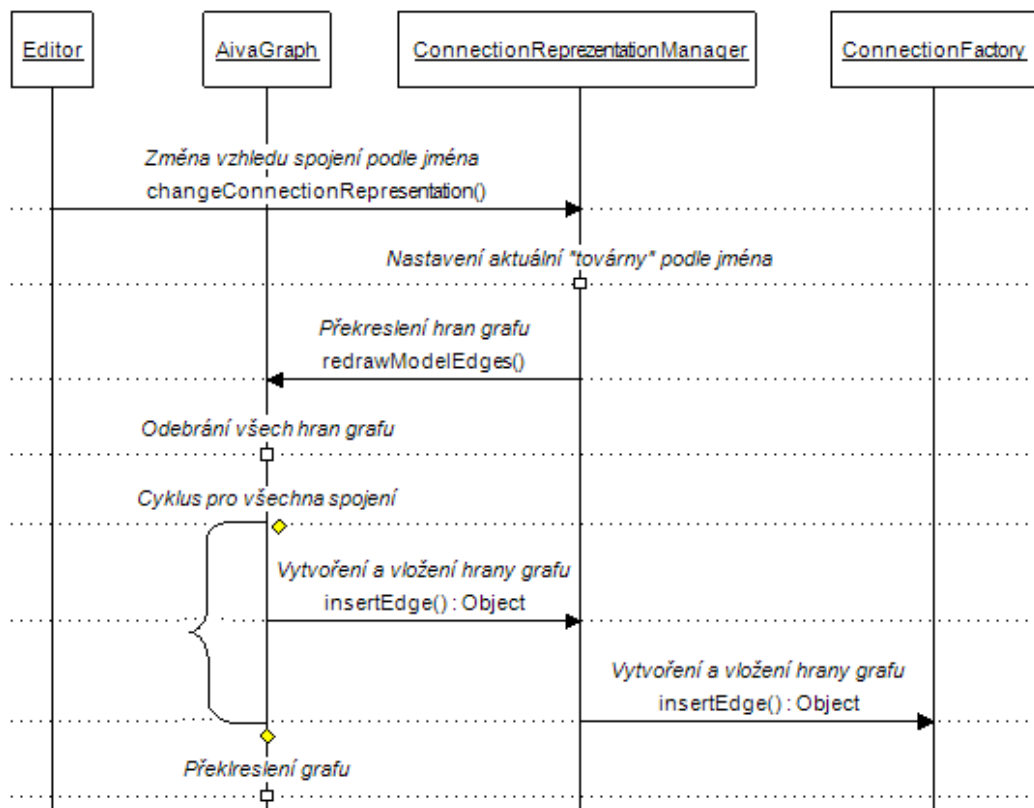 Editor
AivaGraph
ConnectionReprezentationManager
ConnectionFactory
Změna vzhledu spojení podle jména
changeConnectionRepresentation()
Nastavení aktuální "továrny" podle jména
Překreslení hran grafu
redrawModelEdges()
Odebrání všech hran grafu
Cyklus pro všechna spojení
Vytvoření a vložení hrany grafu
insertEdge() : Object
Vytvoření a vložení hrany grafu
insertEdge() : Object
Překlreslení grafu